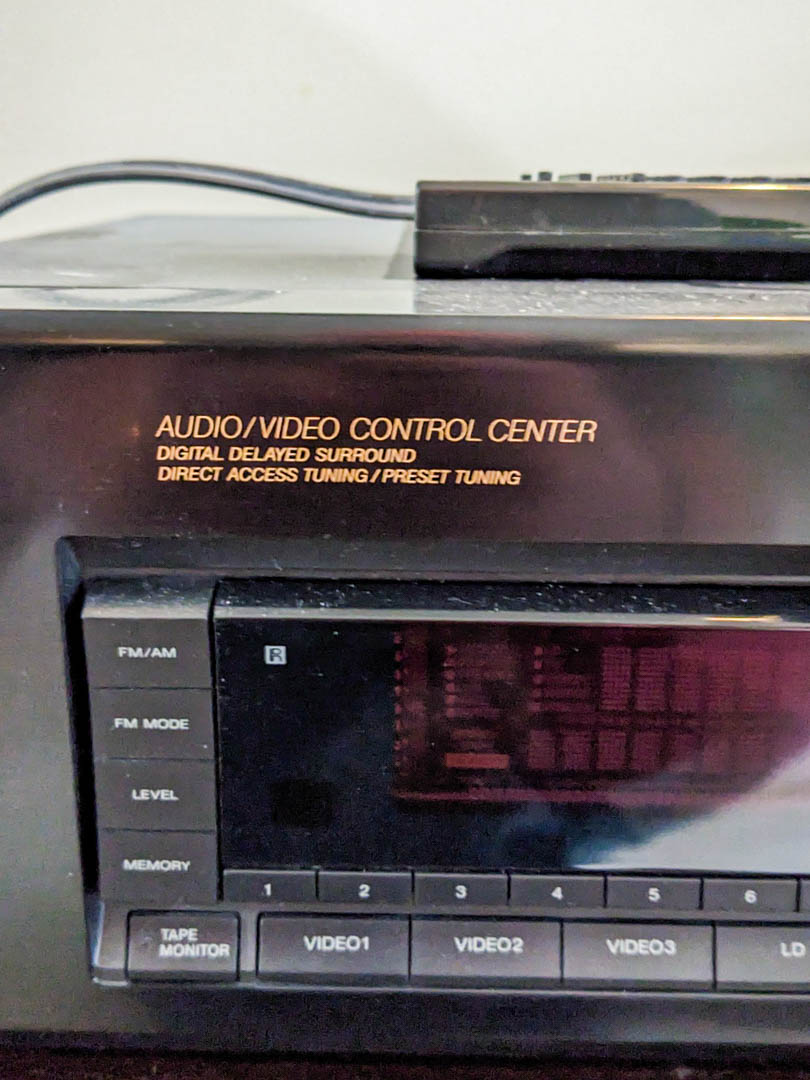 AUDIO/VIDEO CONTROL CENTER
DIGITAL DELAYED SURROUND
DIRECT ACCESS TUNING/PRESET TUNING
FM/AM
R
FM MODE
LEVEL
MEMORY
1 2 3 4 5 6
TAPE
MONITOR
VIDEO1 VIDEO2 VIDEO3 LD